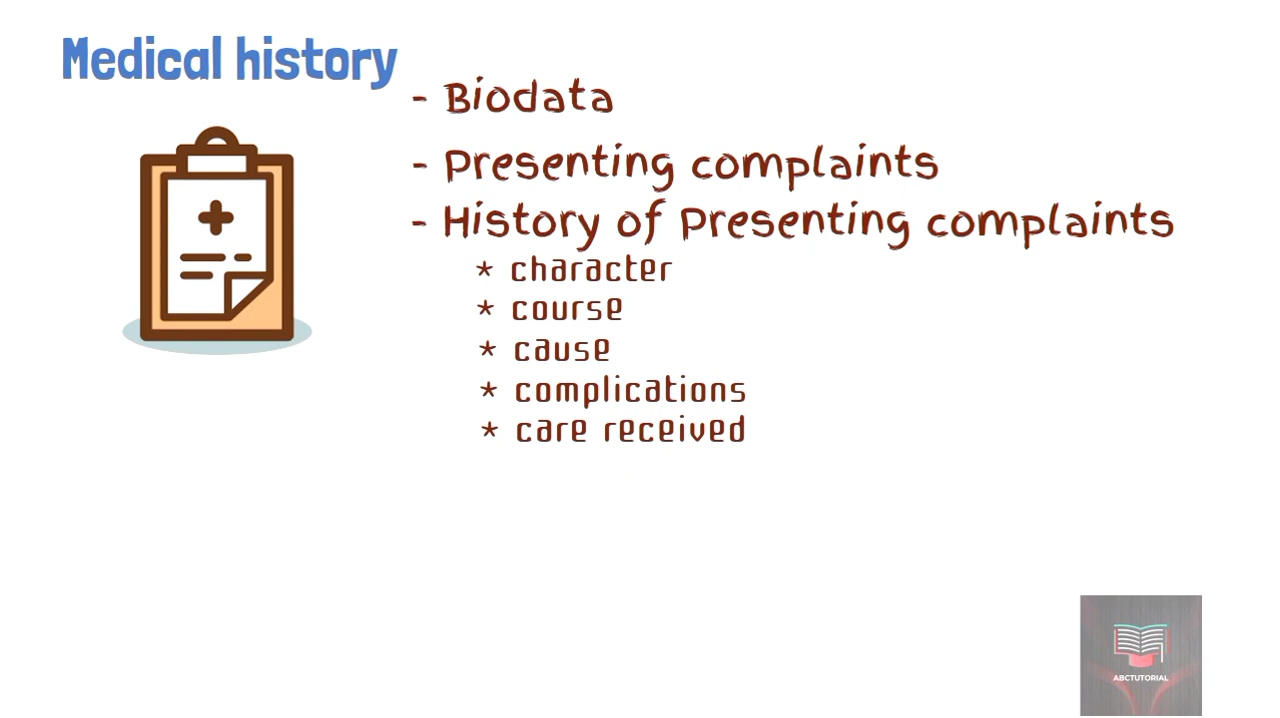 Medical history
- Biodata
- Presenting complaints
- History of Presenting complaints
* character
* course
* cause
* complications
* care received
ABCTUTORIAL